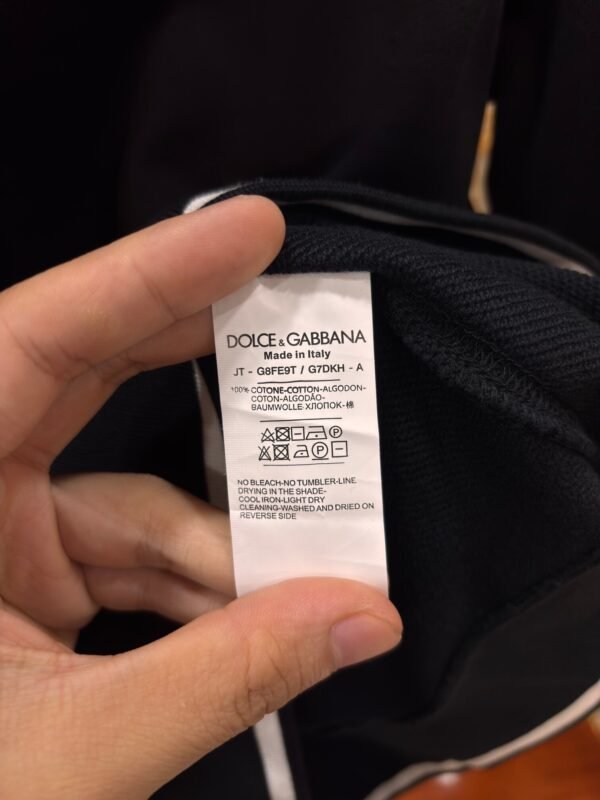 DOLCE & GABBANA
Made in Italy
JT - G8FE9T / G7DKH - A
100% COTONE-COTTON-ALGODON-
COTON-ALGODÃO-
BAUMWOLLE ХЛОПОК-棉
P
P
NO BLEACH-NO TUMBLER-LINE
DRYING IN THE SHADE-
COOL IRON-LIGHT DRY
CLEANING-WASHED AND DRIED ON
REVERSE SIDE